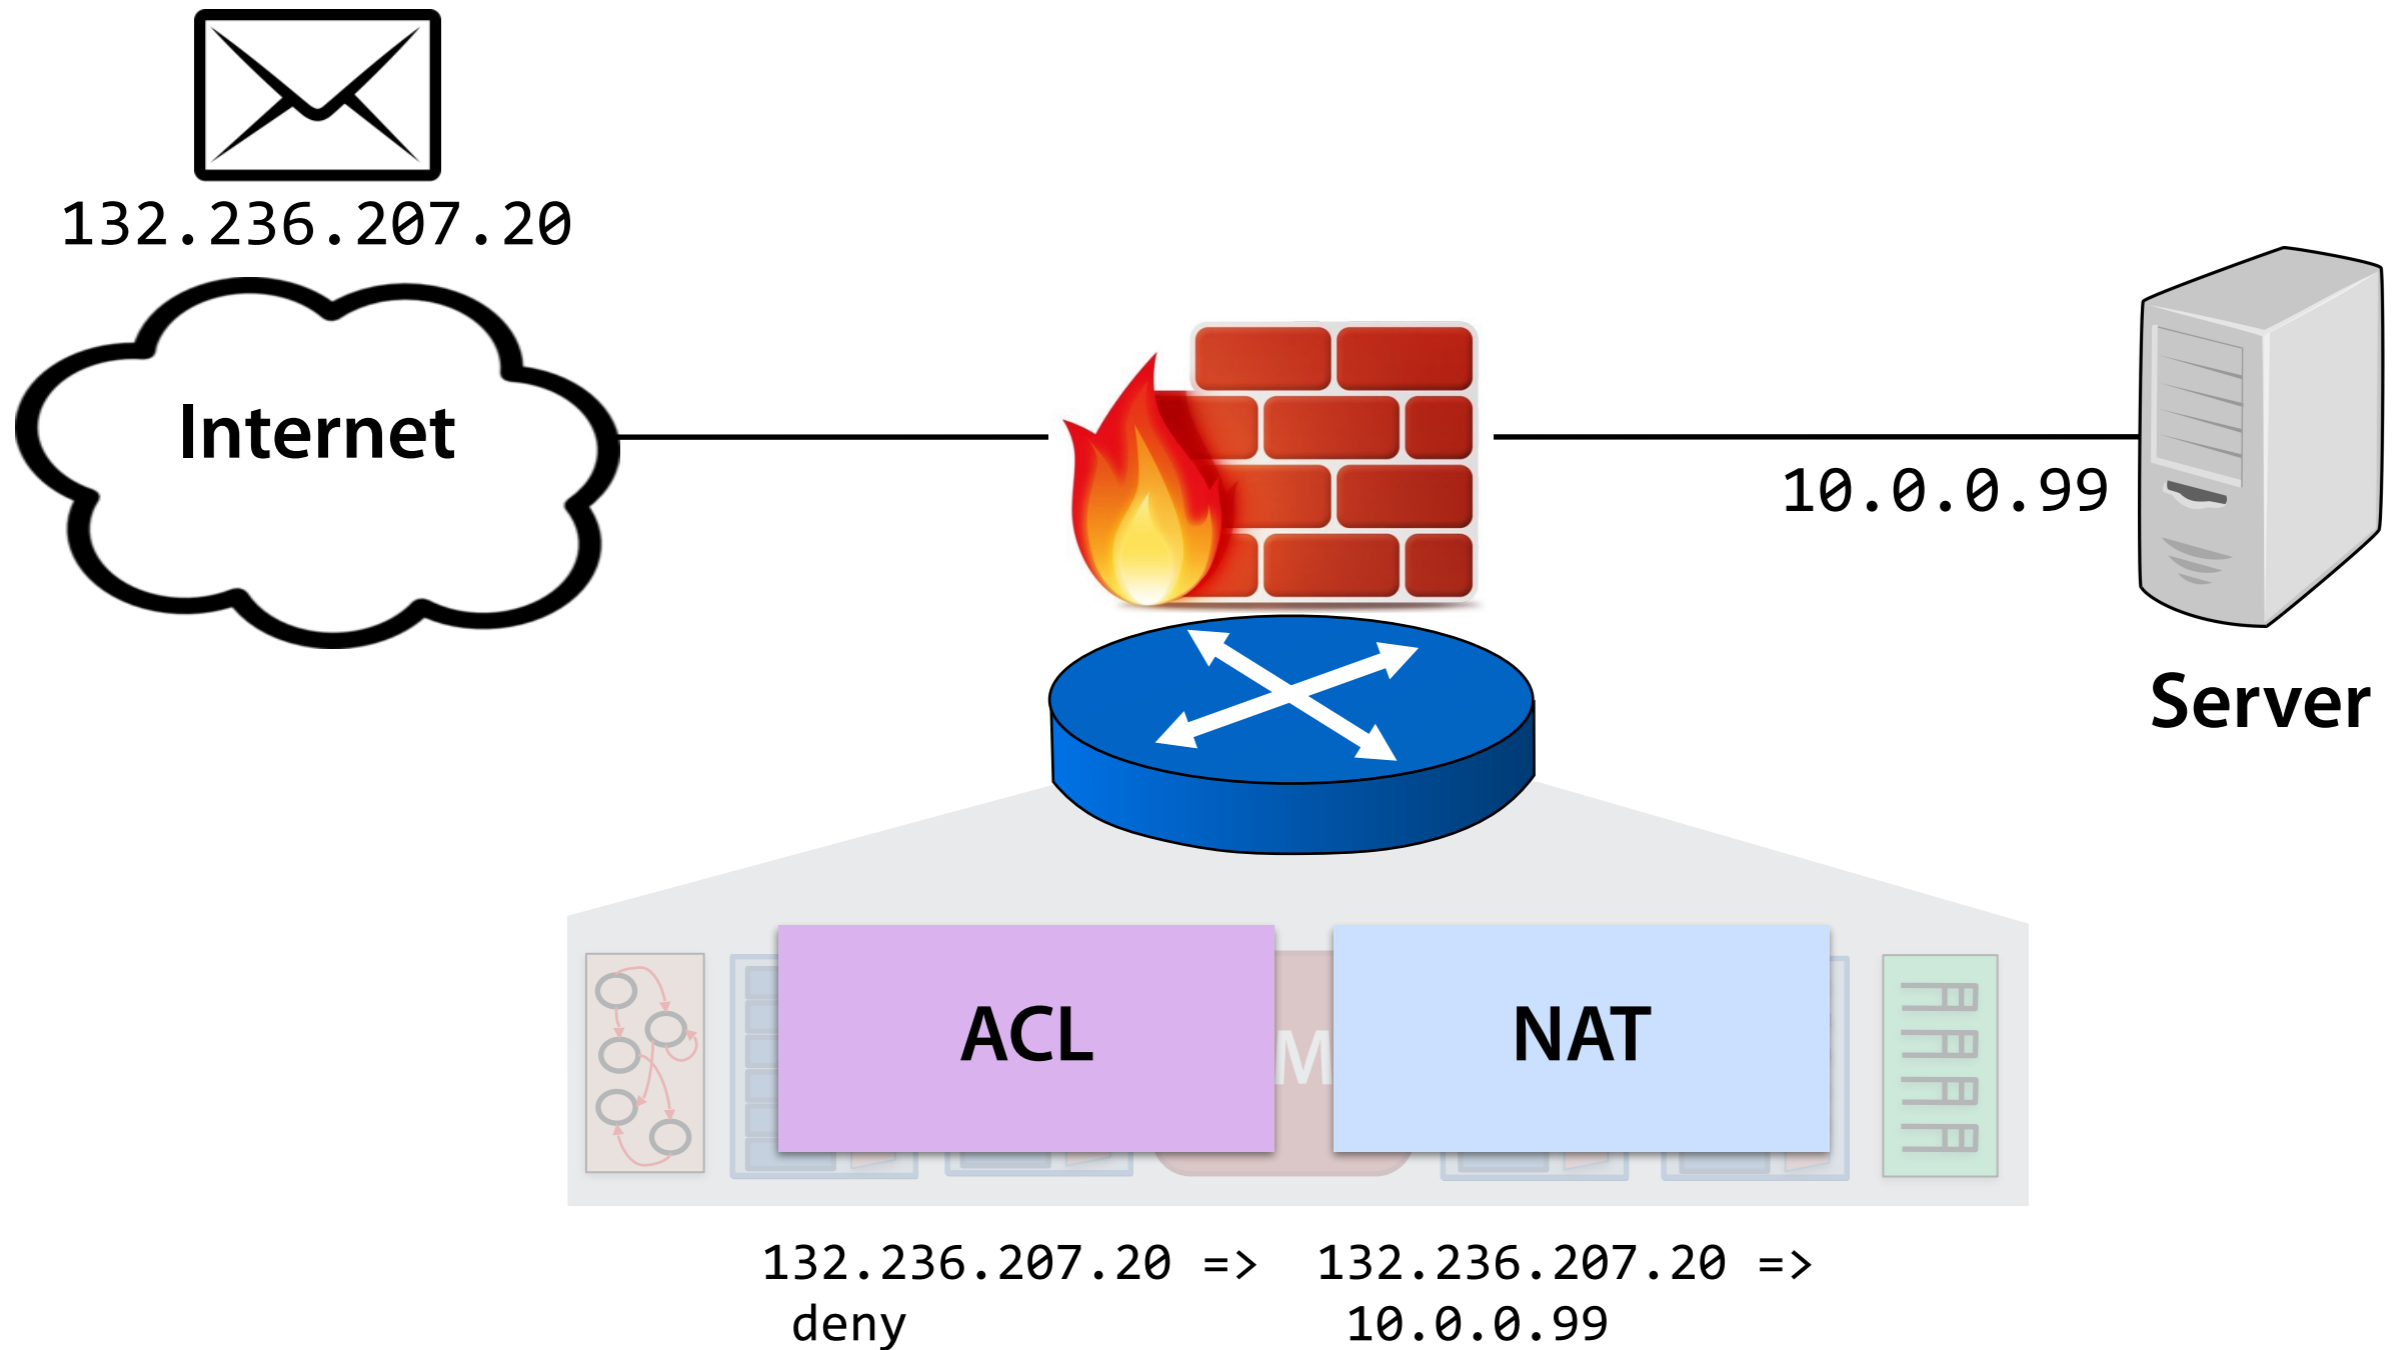 132.236.207.20
Internet
10.0.0.99
Server
ACL
M
NAT
132.236.207.20 =>
deny
132.236.207.20 =>
10.0.0.99